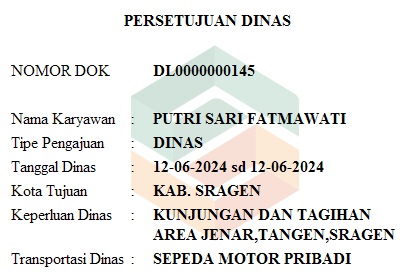 PERSETUJUAN DINAS
NOMOR DOK DL0000000145
Nama Karyawan : PUTRI SARI FATMAWATI
Tipe Pengajuan : DINAS
Tanggal Dinas : 12-06-2024 sd 12-06-2024
Kota Tujuan : KAB. SRAGEN
Keperluan Dinas : KUNJUNGAN DAN TAGIHAN
AREA JENAR,TANGEN,SRAGEN
Transportasi Dinas : SEPEDA MOTOR PRIBADI